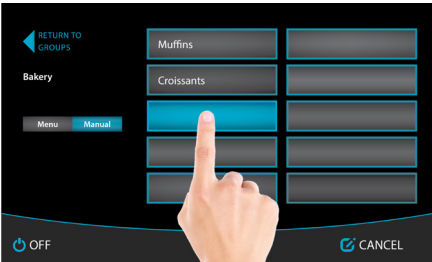 RETURN TO
GROUPS
Bakery
Menu Manual
Muffins
Croissants
OFF
CANCEL